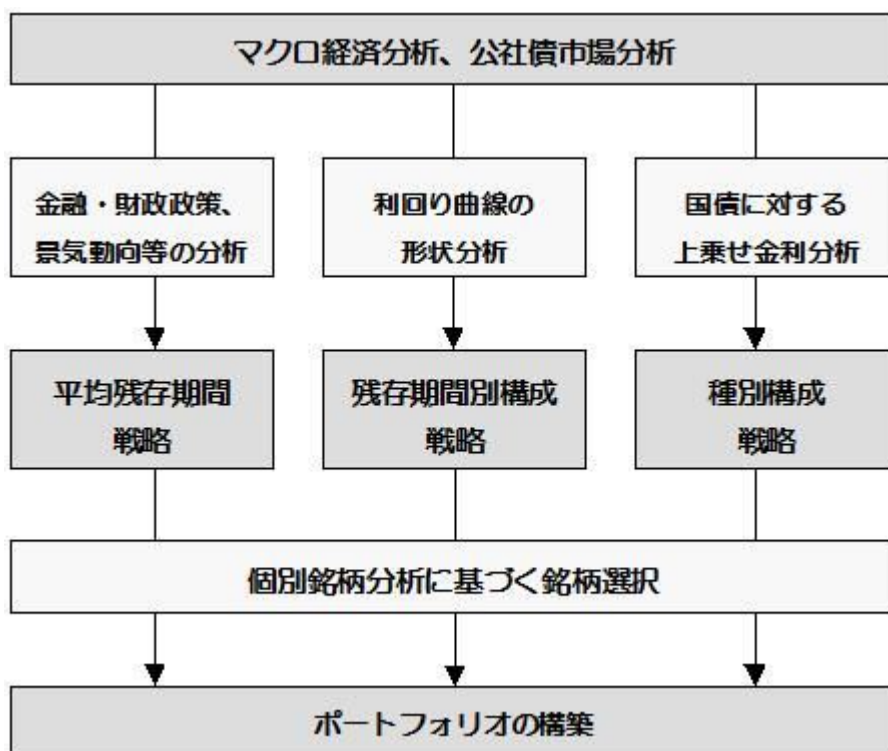 マクロ経済分析、公社債市場分析
金融・財政政策、
景気動向等の分析
利回り曲線の
形状分析
国債に対する
上乗せ金利分析
平均残存期間
戦略
残存期間別構成
戦略
種別構成
戦略
個別銘柄分析に基づく銘柄選択
ポートフォリオの構築